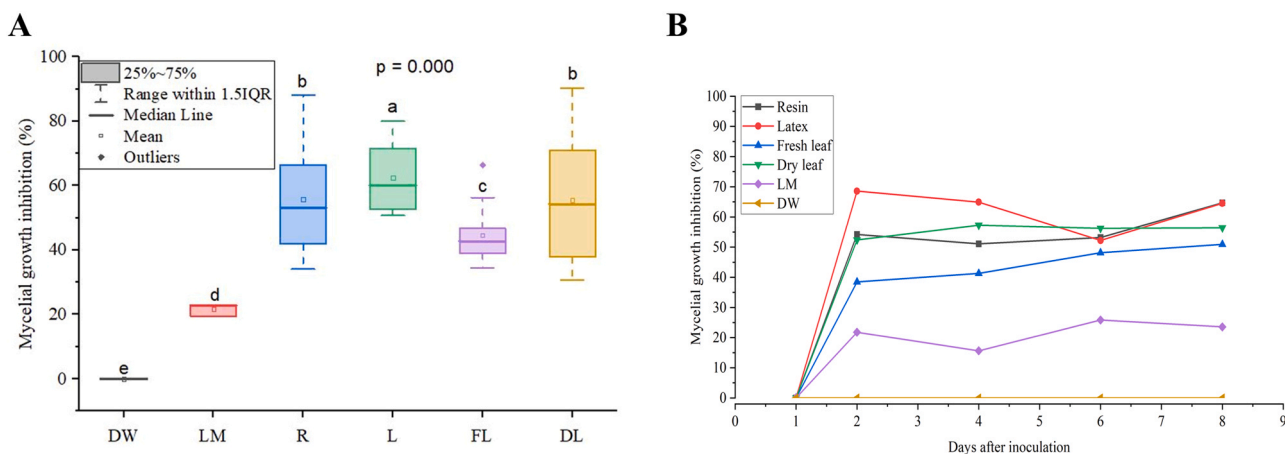 A
Mycelial growth inhibition (%)
100
80
60
40
20
0
25%~75%
Range within 1.5IQR
Median Line
Mean
Outliers
p = 0.000
e
d
b
a
c
b
DW LM R L FL DL
B
Mycelial growth inhibition (%)
100
90
80
70
60
50
40
30
20
10
0
Resin
Latex
Fresh leaf
Dry leaf
LM
DW
0 1 2 3 4 5 6 7 8 9
Days after inoculation